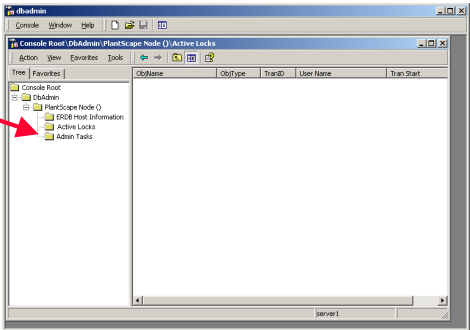 dbadmin
Console Window Help
Console Root\DbAdmin\PlantScape Node ()\Active Locks
Action View Favorites Tools
Tree Favorites
ObjName ObjType TranID User Name Tran Start
Console Root
DbAdmin
PlantScape Node ()
ERDB Host Information
Active Locks
Admin Tasks
server1